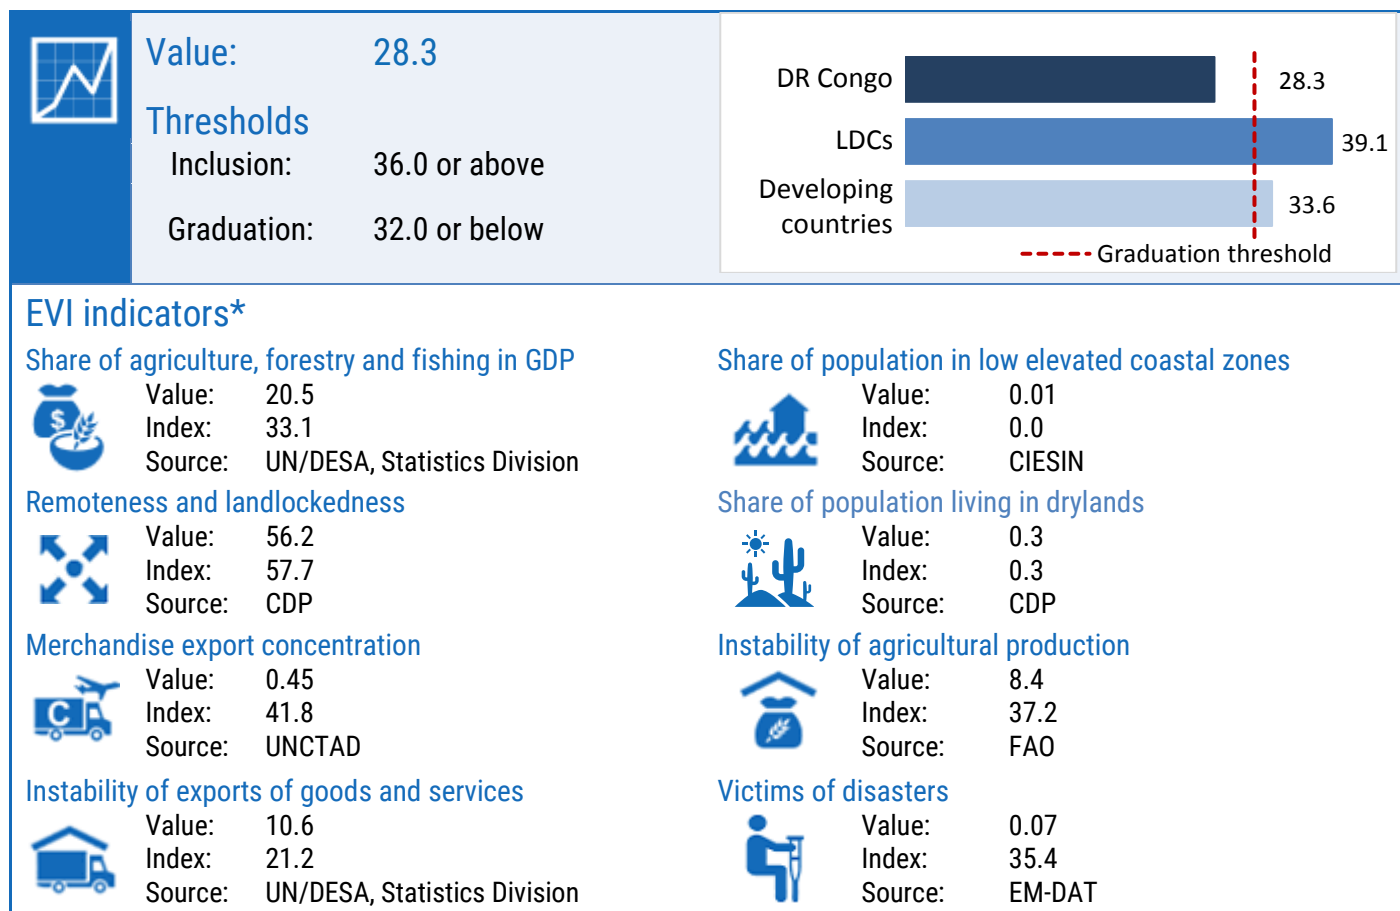 Value: 28.3
Thresholds
Inclusion: 36.0 or above
Graduation: 32.0 or below
DR Congo 28.3
LDCs 39.1
Developing
countries 33.6
Graduation threshold
EVI indicators*
Share of agriculture, forestry and fishing in GDP
$
Value: 20.5
Index: 33.1
Source: UN/DESA, Statistics Division
Share of population in low elevated coastal zones
Value: 0.01
Index: 0.0
Source: CIESIN
Remoteness and landlockedness
Value: 56.2
Index: 57.7
Source: CDP
Share of population living in drylands
Value: 0.3
Index: 0.3
Source: CDP
Merchandise export concentration
C
Value: 0.45
Index: 41.8
Source: UNCTAD
Instability of agricultural production
Value: 8.4
Index: 37.2
Source: FAO
Instability of exports of goods and services
Value: 10.6
Index: 21.2
Source: UN/DESA, Statistics Division
Victims of disasters
Value: 0.07
Index: 35.4
Source: EM-DAT